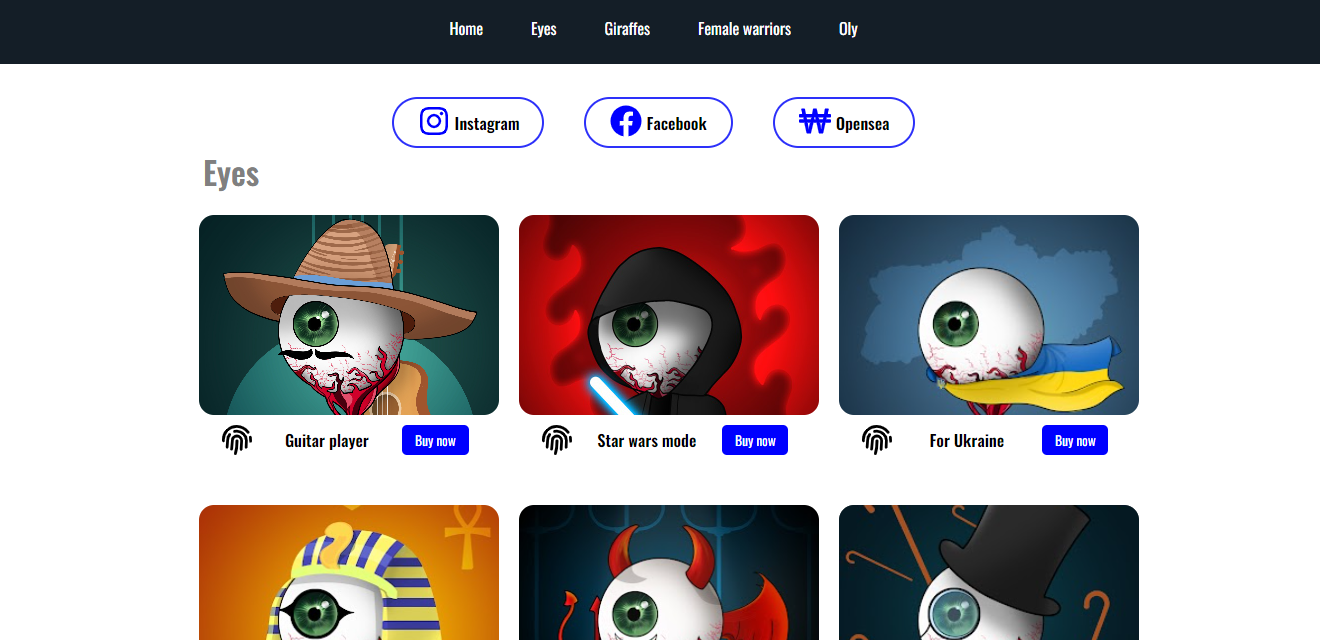 Home Eyes Giraffes Female warriors Oly
Instagram Facebook Opensea
Eyes
Guitar player Buy now Star wars mode Buy now For Ukraine Buy now